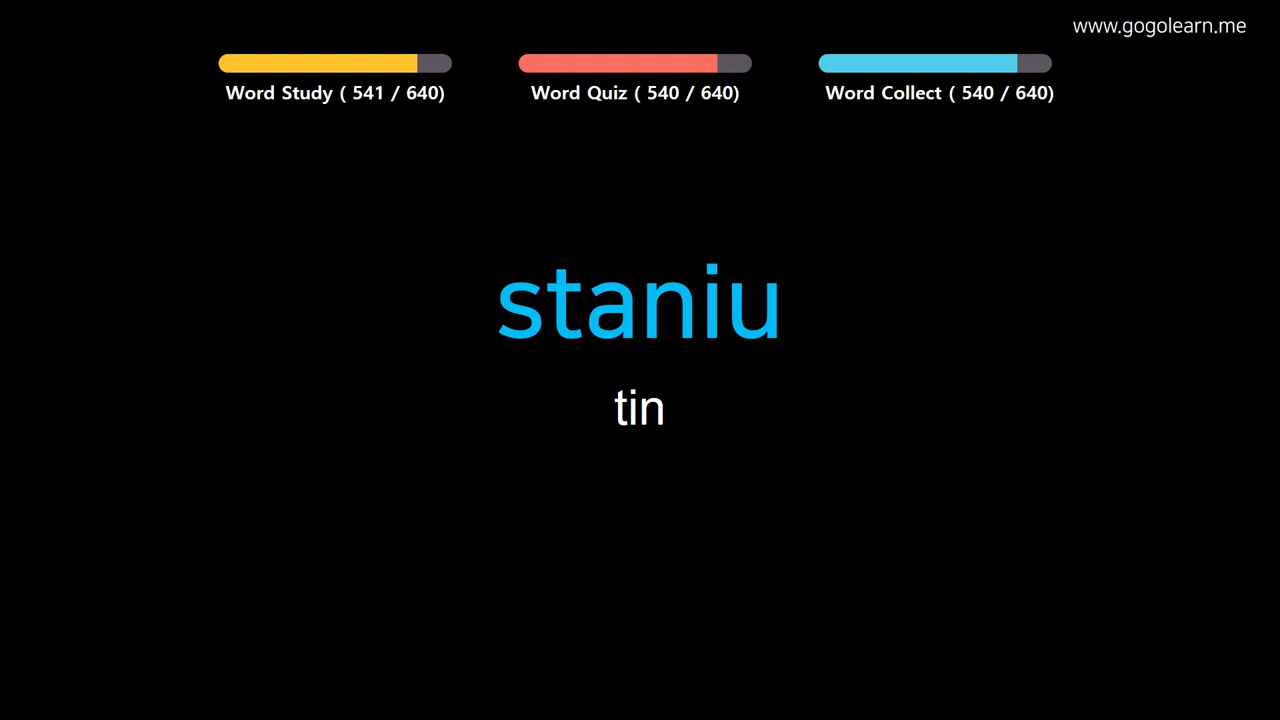 www.gogolearn.me
Word Study ( 541 / 640)
Word Quiz ( 540 / 640)
Word Collect ( 540 / 640)
staniu
tin